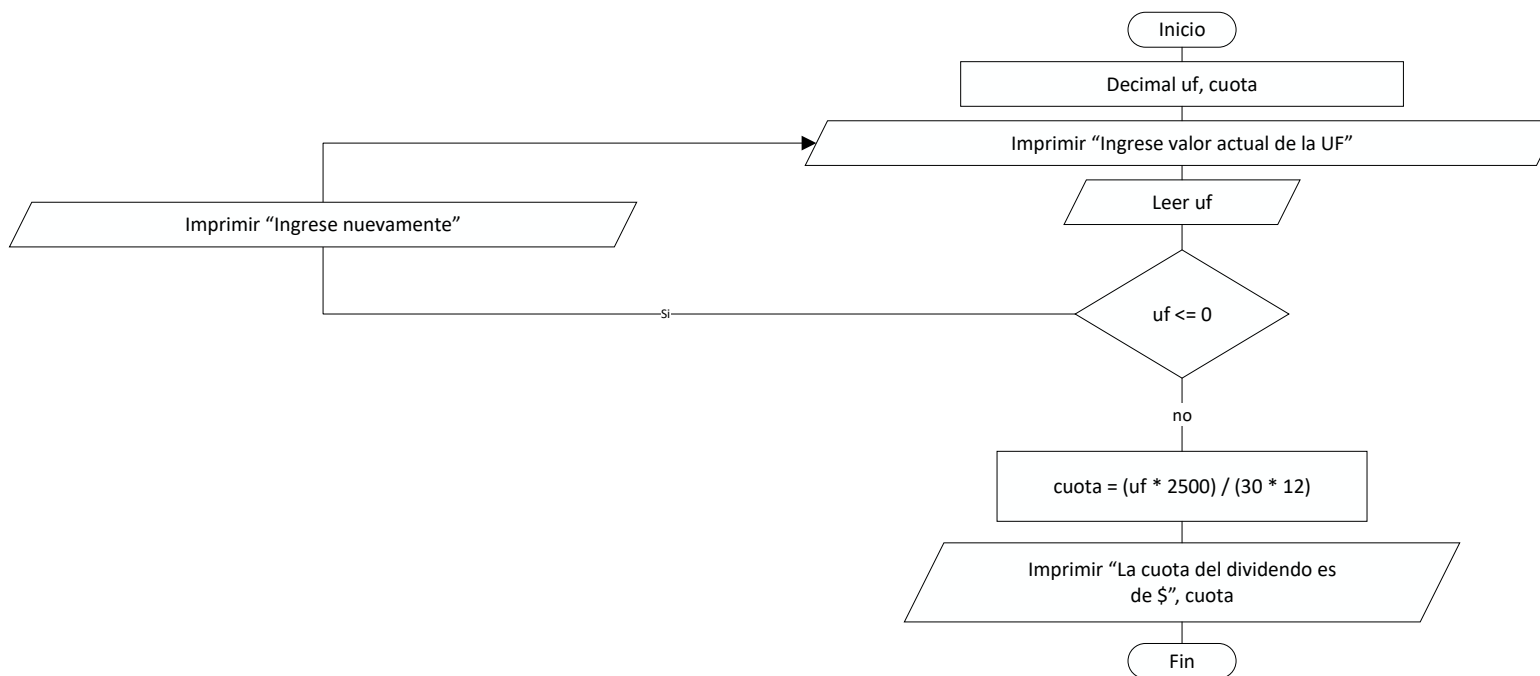 Inicio
Decimal uf, cuota
Imprimir “Ingrese valor actual de la UF”
Imprimir “Ingrese nuevamente”
Leer uf
uf <= 0
Si
no
cuota = (uf * 2500) / (30 * 12)
Imprimir “La cuota del dividendo es
de $”, cuota
Fin